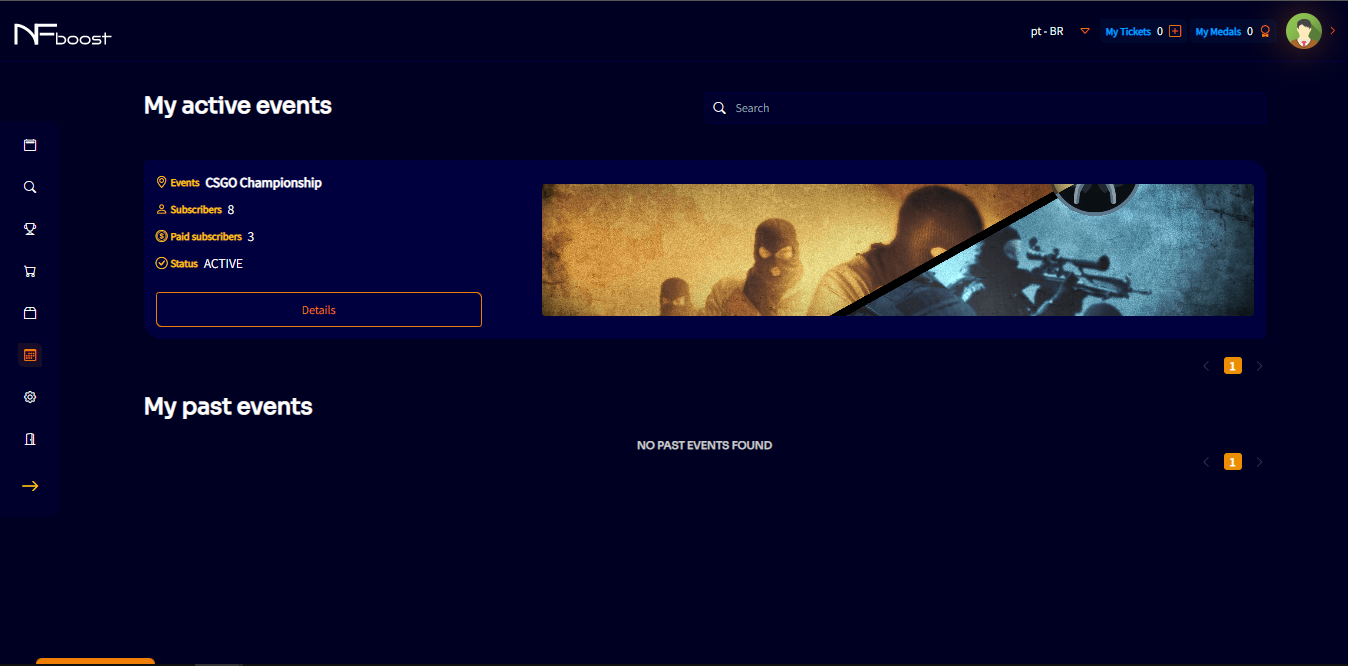 NFboost
pt - BR
My Tickets 0
My Medals 0
My active events
Search
Events CSGO Championship
Subscribers 8
Paid subscribers 3
Status ACTIVE
Details
1
My past events
NO PAST EVENTS FOUND
1